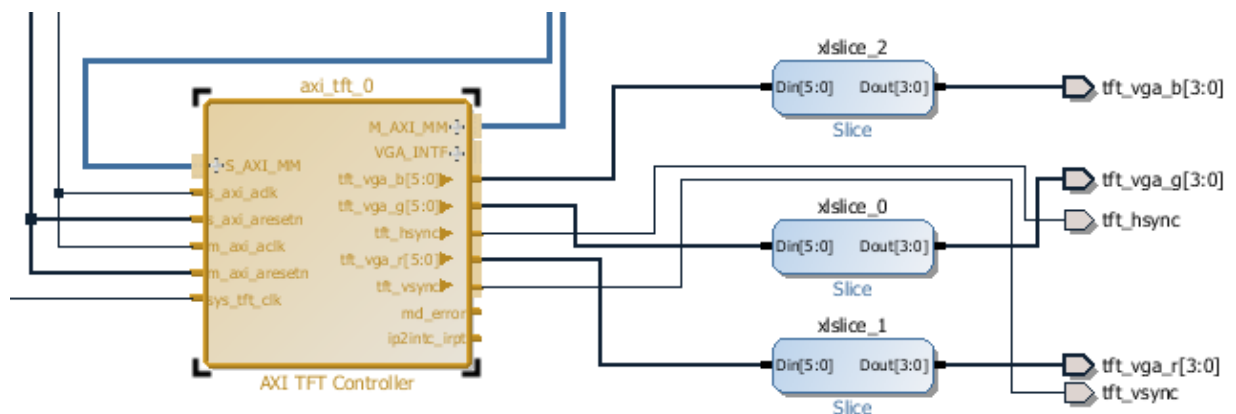 axi_tft_0
M_AXI_MM
VGA_INTF
S_AXI_MM
tft_vga_b[5:0]
s_axi_aclk
tft_vga_g[5:0]
s_axi_aresetn
tft_hsync
m_axi_aclk
tft_vga_r[5:0]
m_axi_aresetn
tft_vsync
sys_tft_clk
md_error
ip2intc_irpt
AXI TFT Controller
xlslice_2
Din[5:0] Dout[3:0]
Slice
xlslice_0
Din[5:0] Dout[3:0]
Slice
xlslice_1
Din[5:0] Dout[3:0]
Slice
tft_vga_b[3:0]
tft_vga_g[3:0]
tft_hsync
tft_vga_r[3:0]
tft_vsync